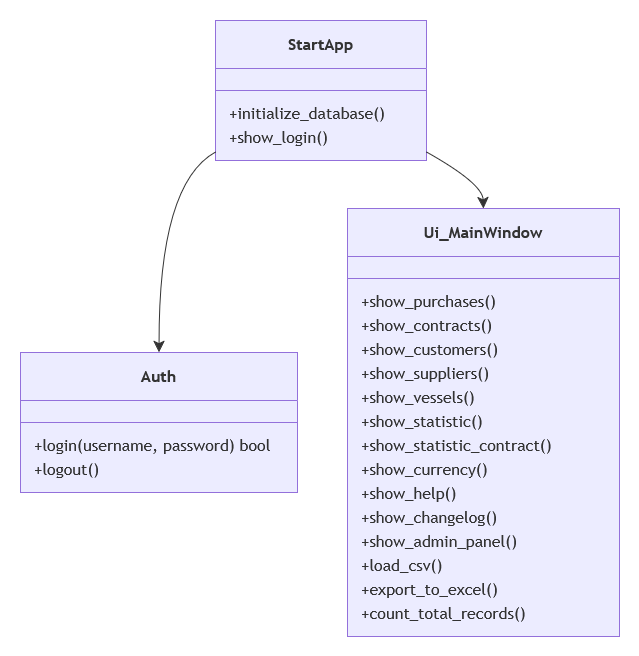 StartApp
+initialize_database()
+show_login()
Ui_MainWindow
+show_purchases()
+show_contracts()
+show_customers()
+show_suppliers()
+show_vessels()
+show_statistic()
+show_statistic_contract()
+show_currency()
+show_help()
+show_changelog()
+show_admin_panel()
+load_csv()
+export_to_excel()
+count_total_records()
Auth
+login(username, password) bool
+logout()